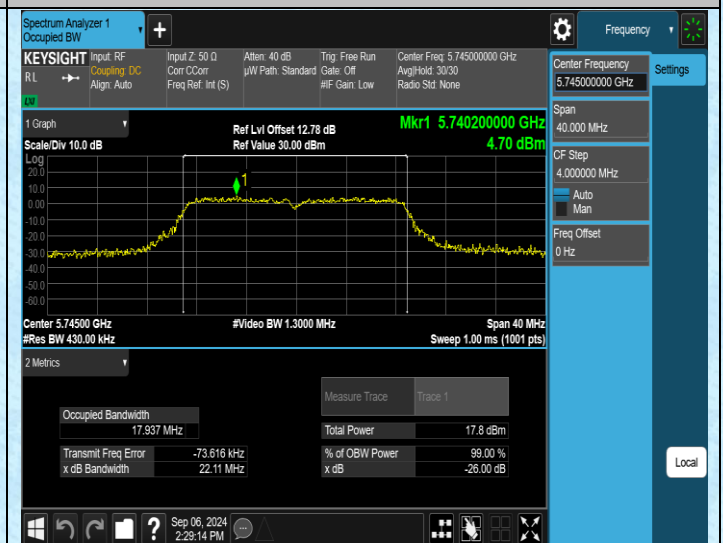 Spectrum Analyzer 1
Occupied BW
+
Frequency
KEYSIGHT
R L
Input: RF
Coupling: DC
Align: Auto
Input Z: 50 Ω
Corr CCorr
Freq Ref: Int (S)
Atten: 40 dB
µW Path: Standard
Trig: Free Run
Gate: Off
#IF Gain: Low
Center Freq: 5.745000000 GHz
Avg|Hold: 30/30
Radio Std: None
Center Frequency
5.745000000 GHz
Settings
Span
40.000 MHz
CF Step
4.000000 MHz
Auto
Man
Freq Offset
0 Hz
1 Graph
Scale/Div 10.0 dB
Ref Lvl Offset 12.78 dB
Ref Value 30.00 dBm
Mkr1 5.740200000 GHz
4.70 dBm
Log
20.0
10.0
0.00
-10.0
-20.0
-30.0
-40.0
-50.0
-60.0
1
Center 5.74500 GHz
#Res BW 430.00 kHz
#Video BW 1.3000 MHz
Span 40 MHz
Sweep 1.00 ms (1001 pts)
2 Metrics
Measure Trace
Trace 1
Occupied Bandwidth
17.937 MHz
Total Power
17.8 dBm
Transmit Freq Error
-73.616 kHz
% of OBW Power
99.00 %
x dB Bandwidth
22.11 MHz
x dB
-26.00 dB
Local
?
Sep 06, 2024
2:29:14 PM